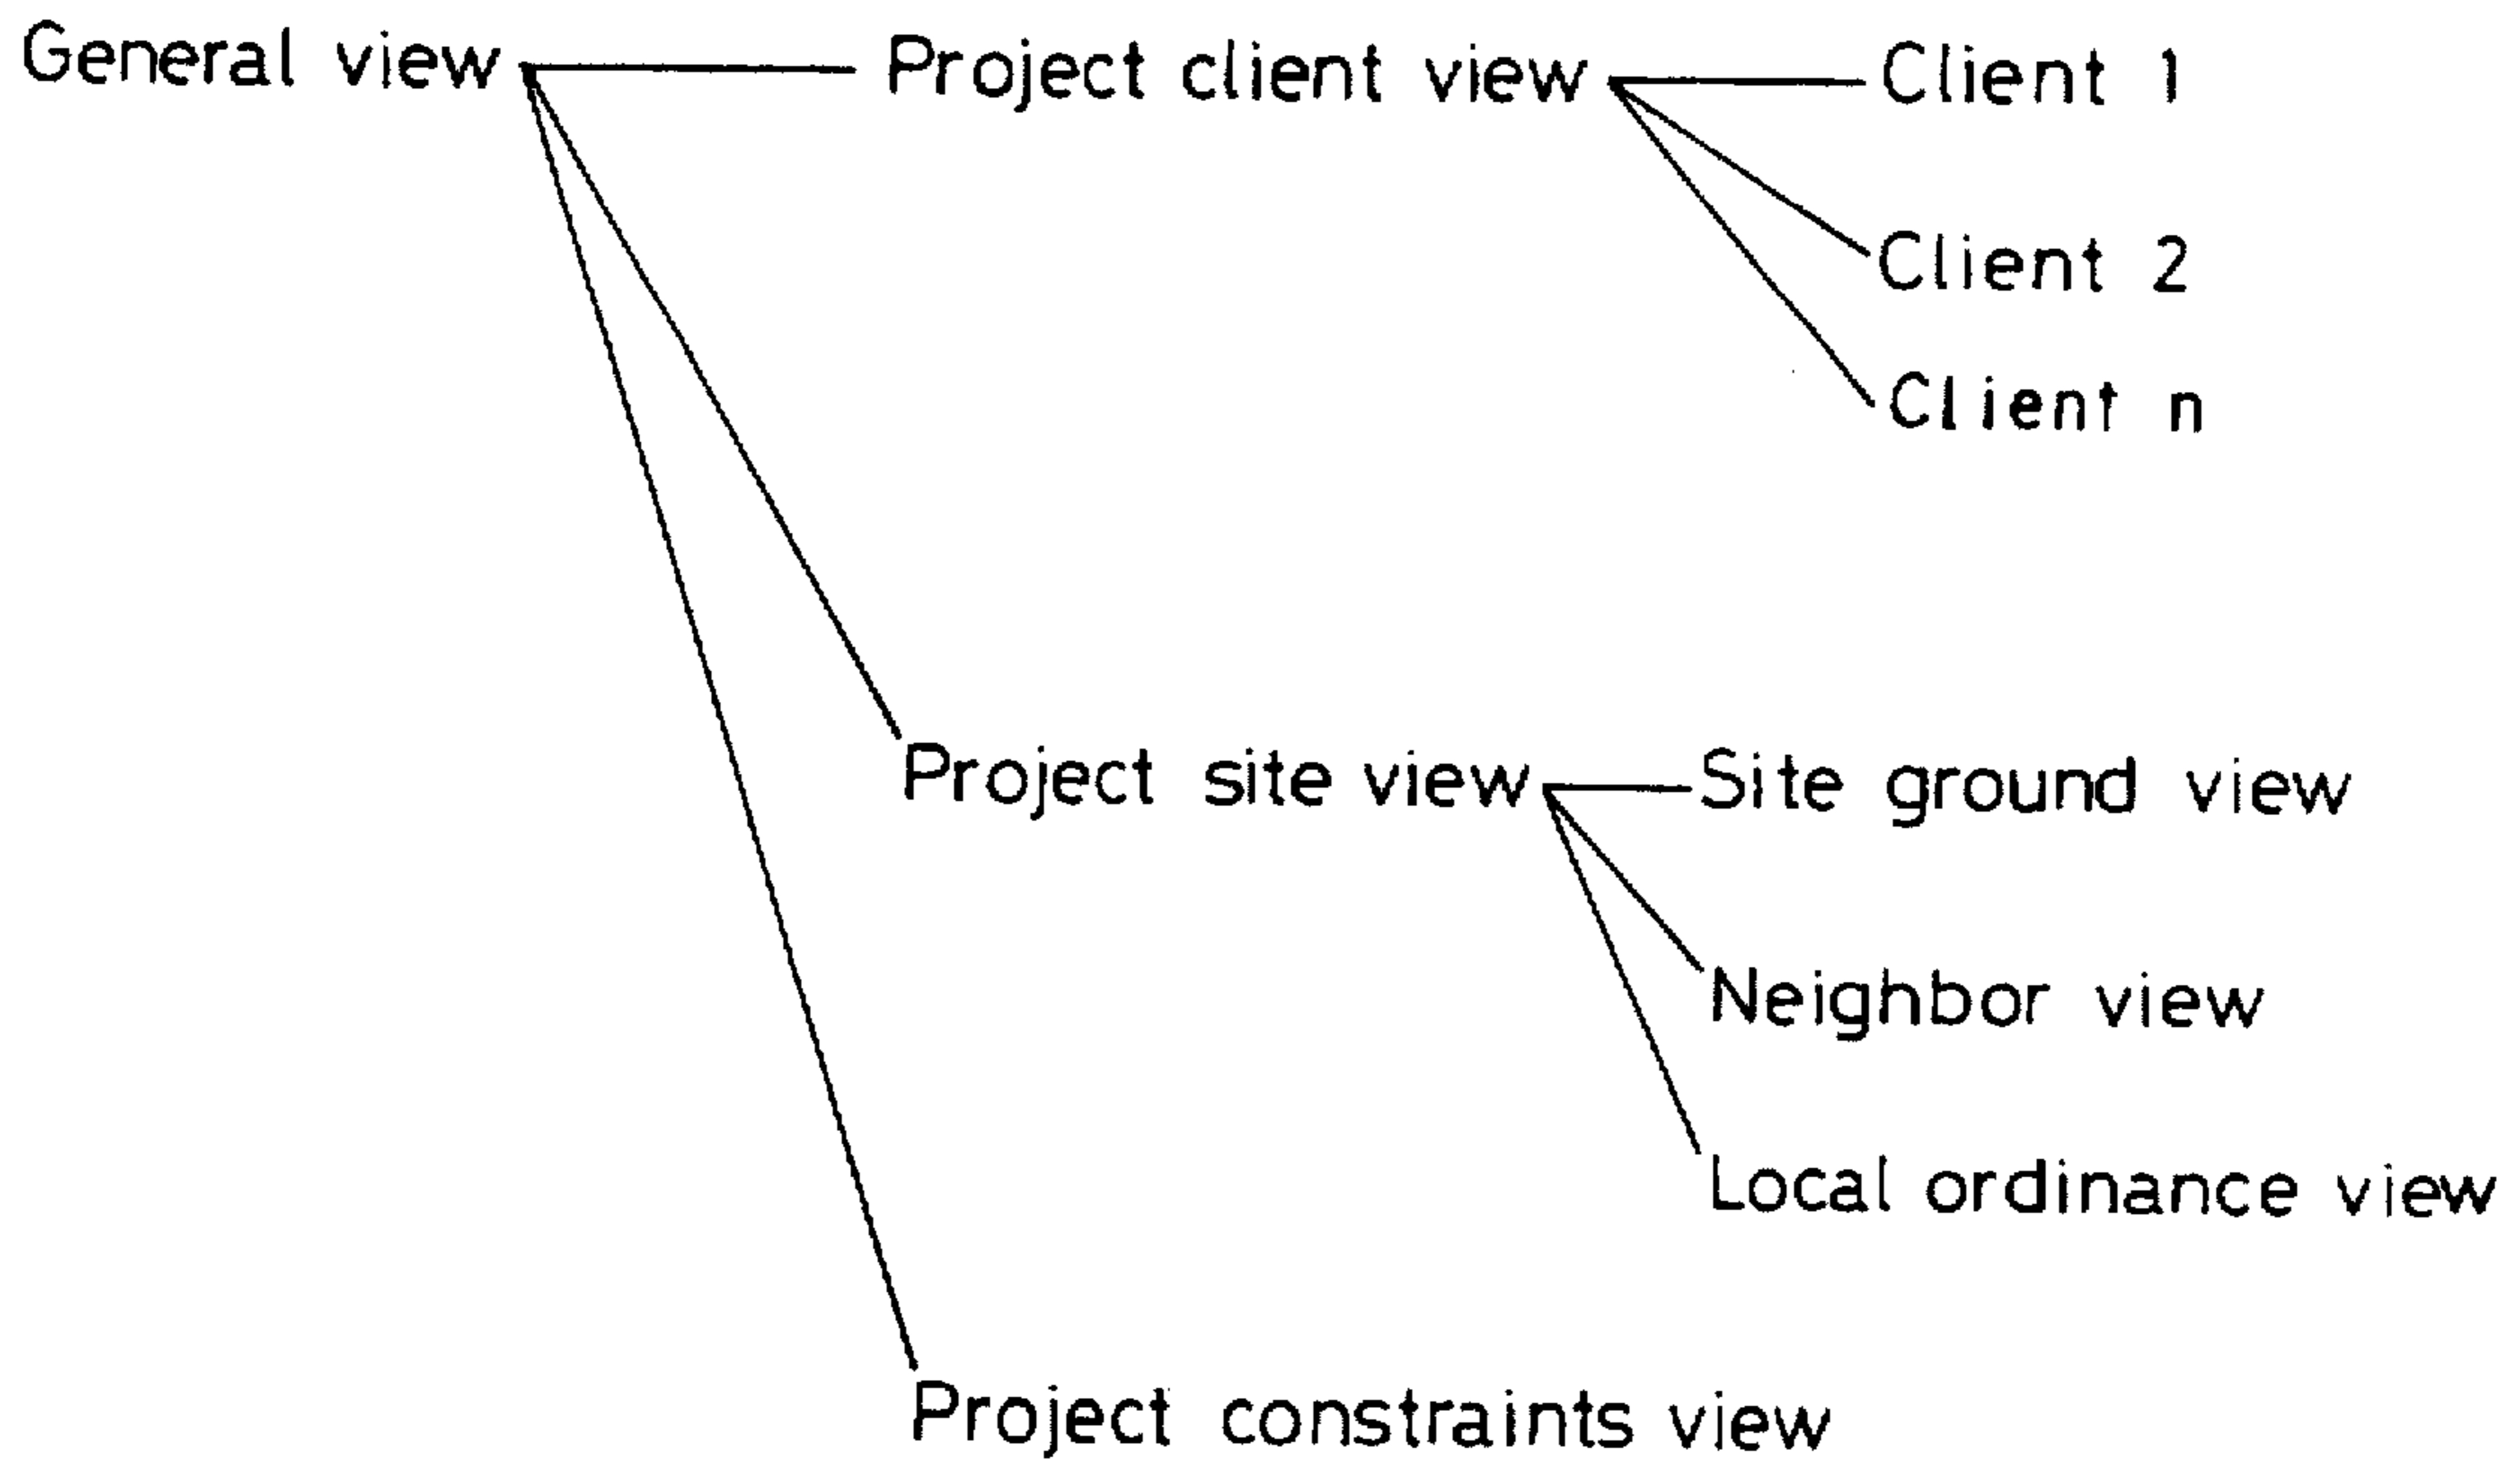 General view
Project client view
Client 1
Client 2
Client n
Project site view
Site ground view
Neighbor view
Local ordinance view
Project constraints view